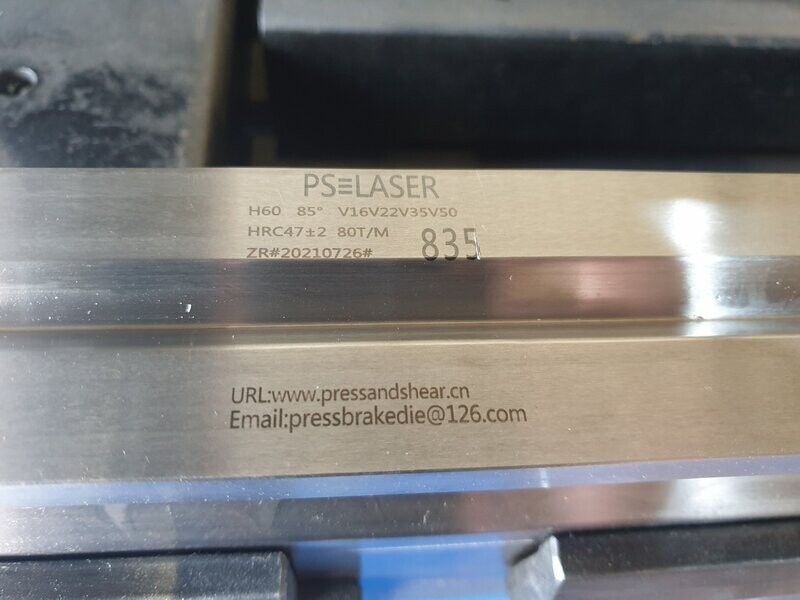 PS≡LASER
H60 85° V16V22V35V50
HRC47±2 80T/M
ZR#20210726# 835
URL:www.pressandshear.cn
Email:pressbrakedie@126.com